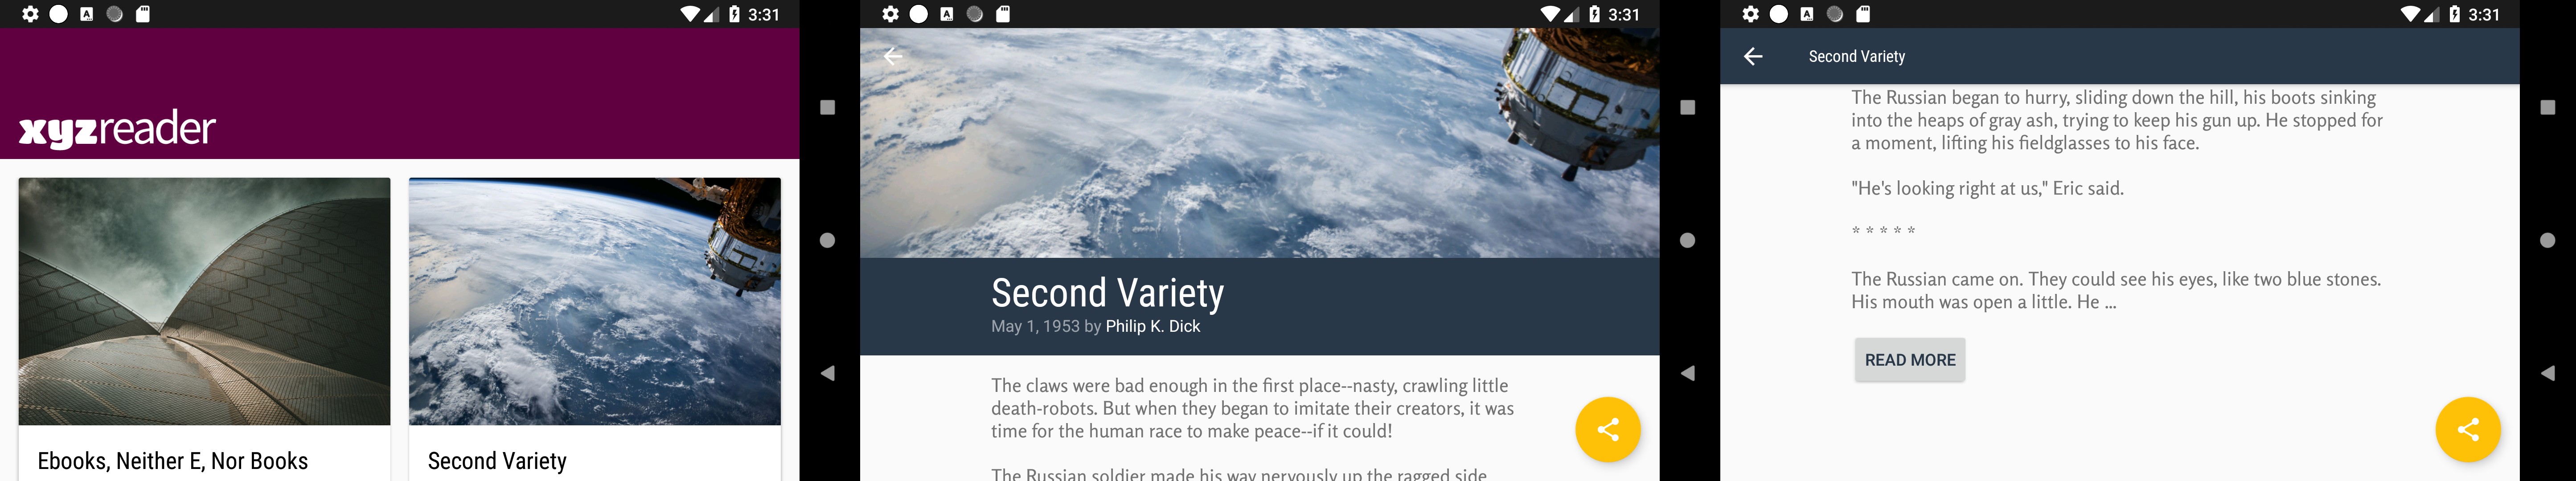 3:31
xyzreader
Ebooks, Neither E, Nor Books
Second Variety
3:31
Second Variety
May 1, 1953 by Philip K. Dick
The claws were bad enough in the first place--nasty, crawling little
death-robots. But when they began to imitate their creators, it was
time for the human race to make peace--if it could!
The Russian soldier made his way nervously up the ragged side
3:31
Second Variety
The Russian began to hurry, sliding down the hill, his boots sinking
into the heaps of gray ash, trying to keep his gun up. He stopped for
a moment, lifting his fieldglasses to his face.
"He's looking right at us," Eric said.
* * * * *
The Russian came on. They could see his eyes, like two blue stones.
His mouth was open a little. He ...
READ MORE